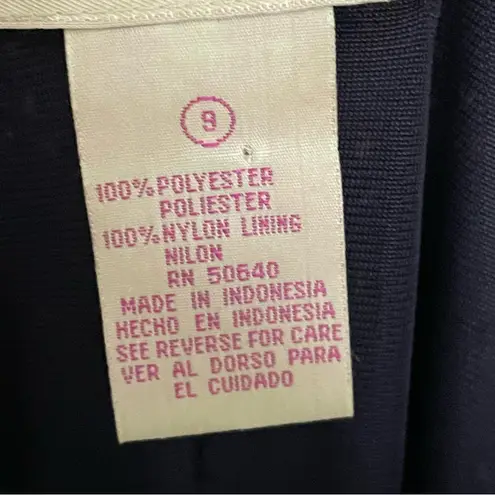 9
100% POLYESTER
POLIESTER
100% NYLON LINING
NILON
RN 50640
MADE IN INDONESIA
HECHO EN INDONESIA
SEE REVERSE FOR CARE
VER AL DORSO PARA
EL CUIDADO